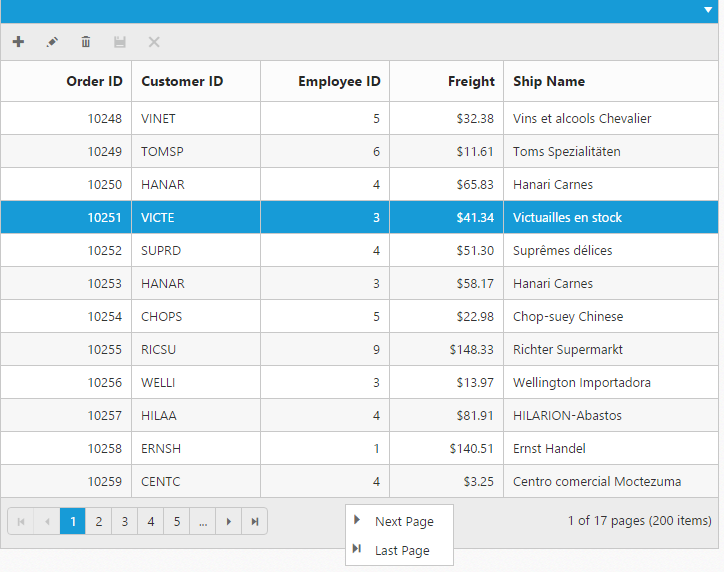 Order ID Customer ID Employee ID Freight Ship Name
10248 VINET 5 $32.38 Vins et alcools Chevalier
10249 TOMSP 6 $11.61 Toms Spezialitäten
10250 HANAR 4 $65.83 Hanari Carnes
10251 VICTE 3 $41.34 Victuailles en stock
10252 SUPRD 4 $51.30 Suprêmes délices
10253 HANAR 3 $58.17 Hanari Carnes
10254 CHOPS 5 $22.98 Chop-suey Chinese
10255 RICSU 9 $148.33 Richter Supermarkt
10256 WELLI 3 $13.97 Wellington Importadora
10257 HILAA 4 $81.91 HILARION-Abastos
10258 ERNSH 1 $140.51 Ernst Handel
10259 CENTC 4 $3.25 Centro comercial Moctezuma
1 2 3 4 5 ... Next Page 1 of 17 pages (200 items)
Last Page